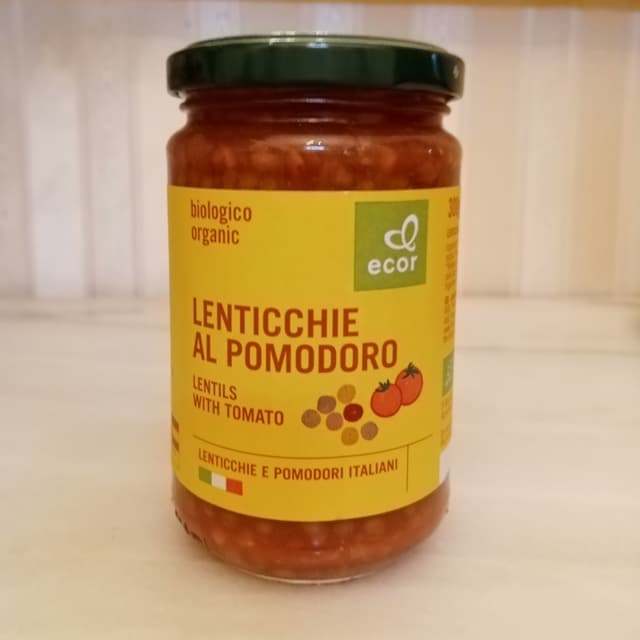 biologico
organic
ecor
LENTICCHIE
AL POMODORO
LENTILS
WITH TOMATO
LENTICCHIE E POMODORI ITALIANI